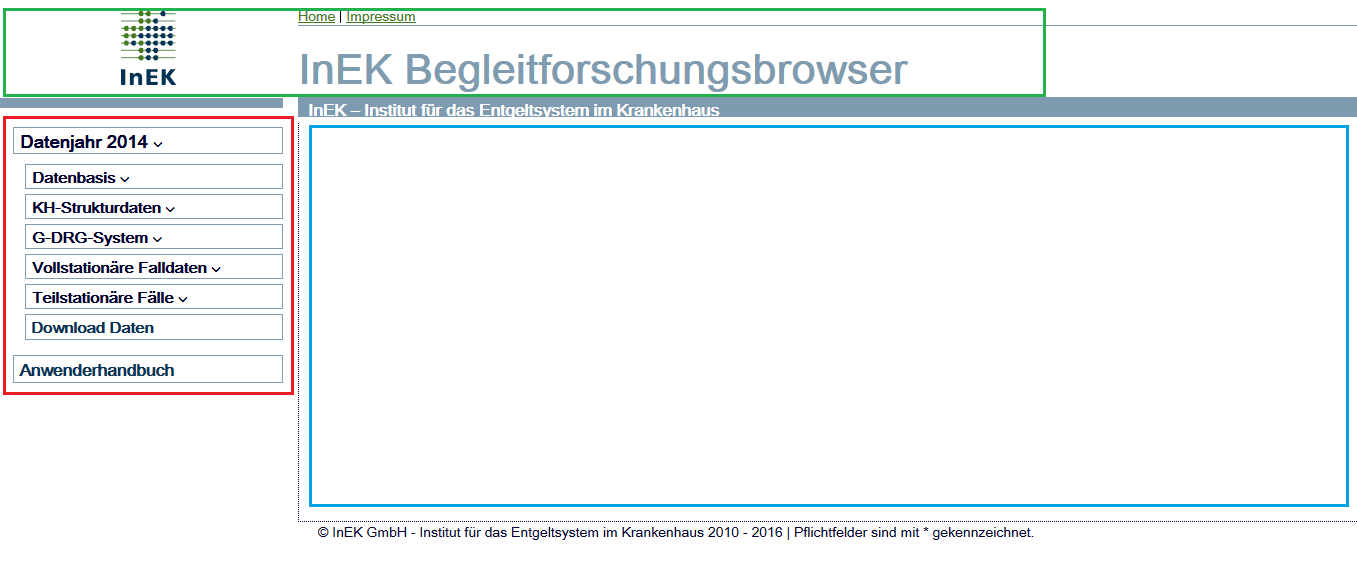 Home | Impressum
InEK
InEK Begleitforschungsbrowser
InEK – Institut für das Entgeltsystem im Krankenhaus
Datenjahr 2014
Datenbasis
KH-Strukturdaten
G-DRG-System
Vollstationäre Falldaten
Teilstationäre Fälle
Download Daten
Anwenderhandbuch
© InEK GmbH - Institut für das Entgeltsystem im Krankenhaus 2010 - 2016 | Pflichtfelder sind mit * gekennzeichnet.